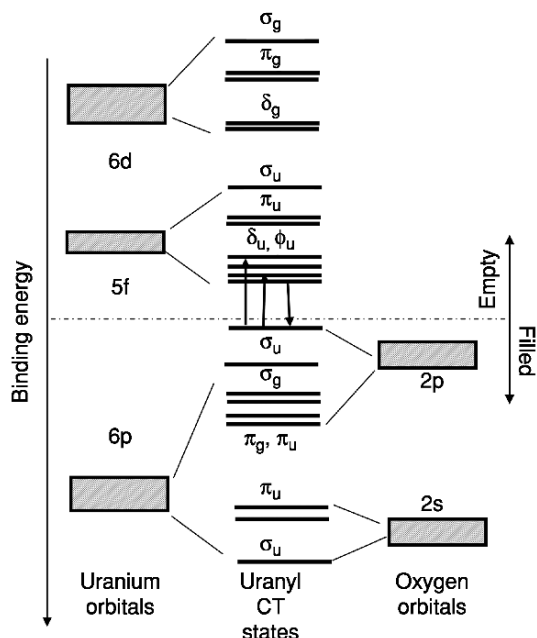 σg
πg
δg
6d
σu
πu
δu, ϕu
5f
Binding energy
Empty
Filled
σu
σg
2p
6p
πg, πu
πu
2s
σu
Uranium
orbitals
Uranyl
CT
states
Oxygen
orbitals